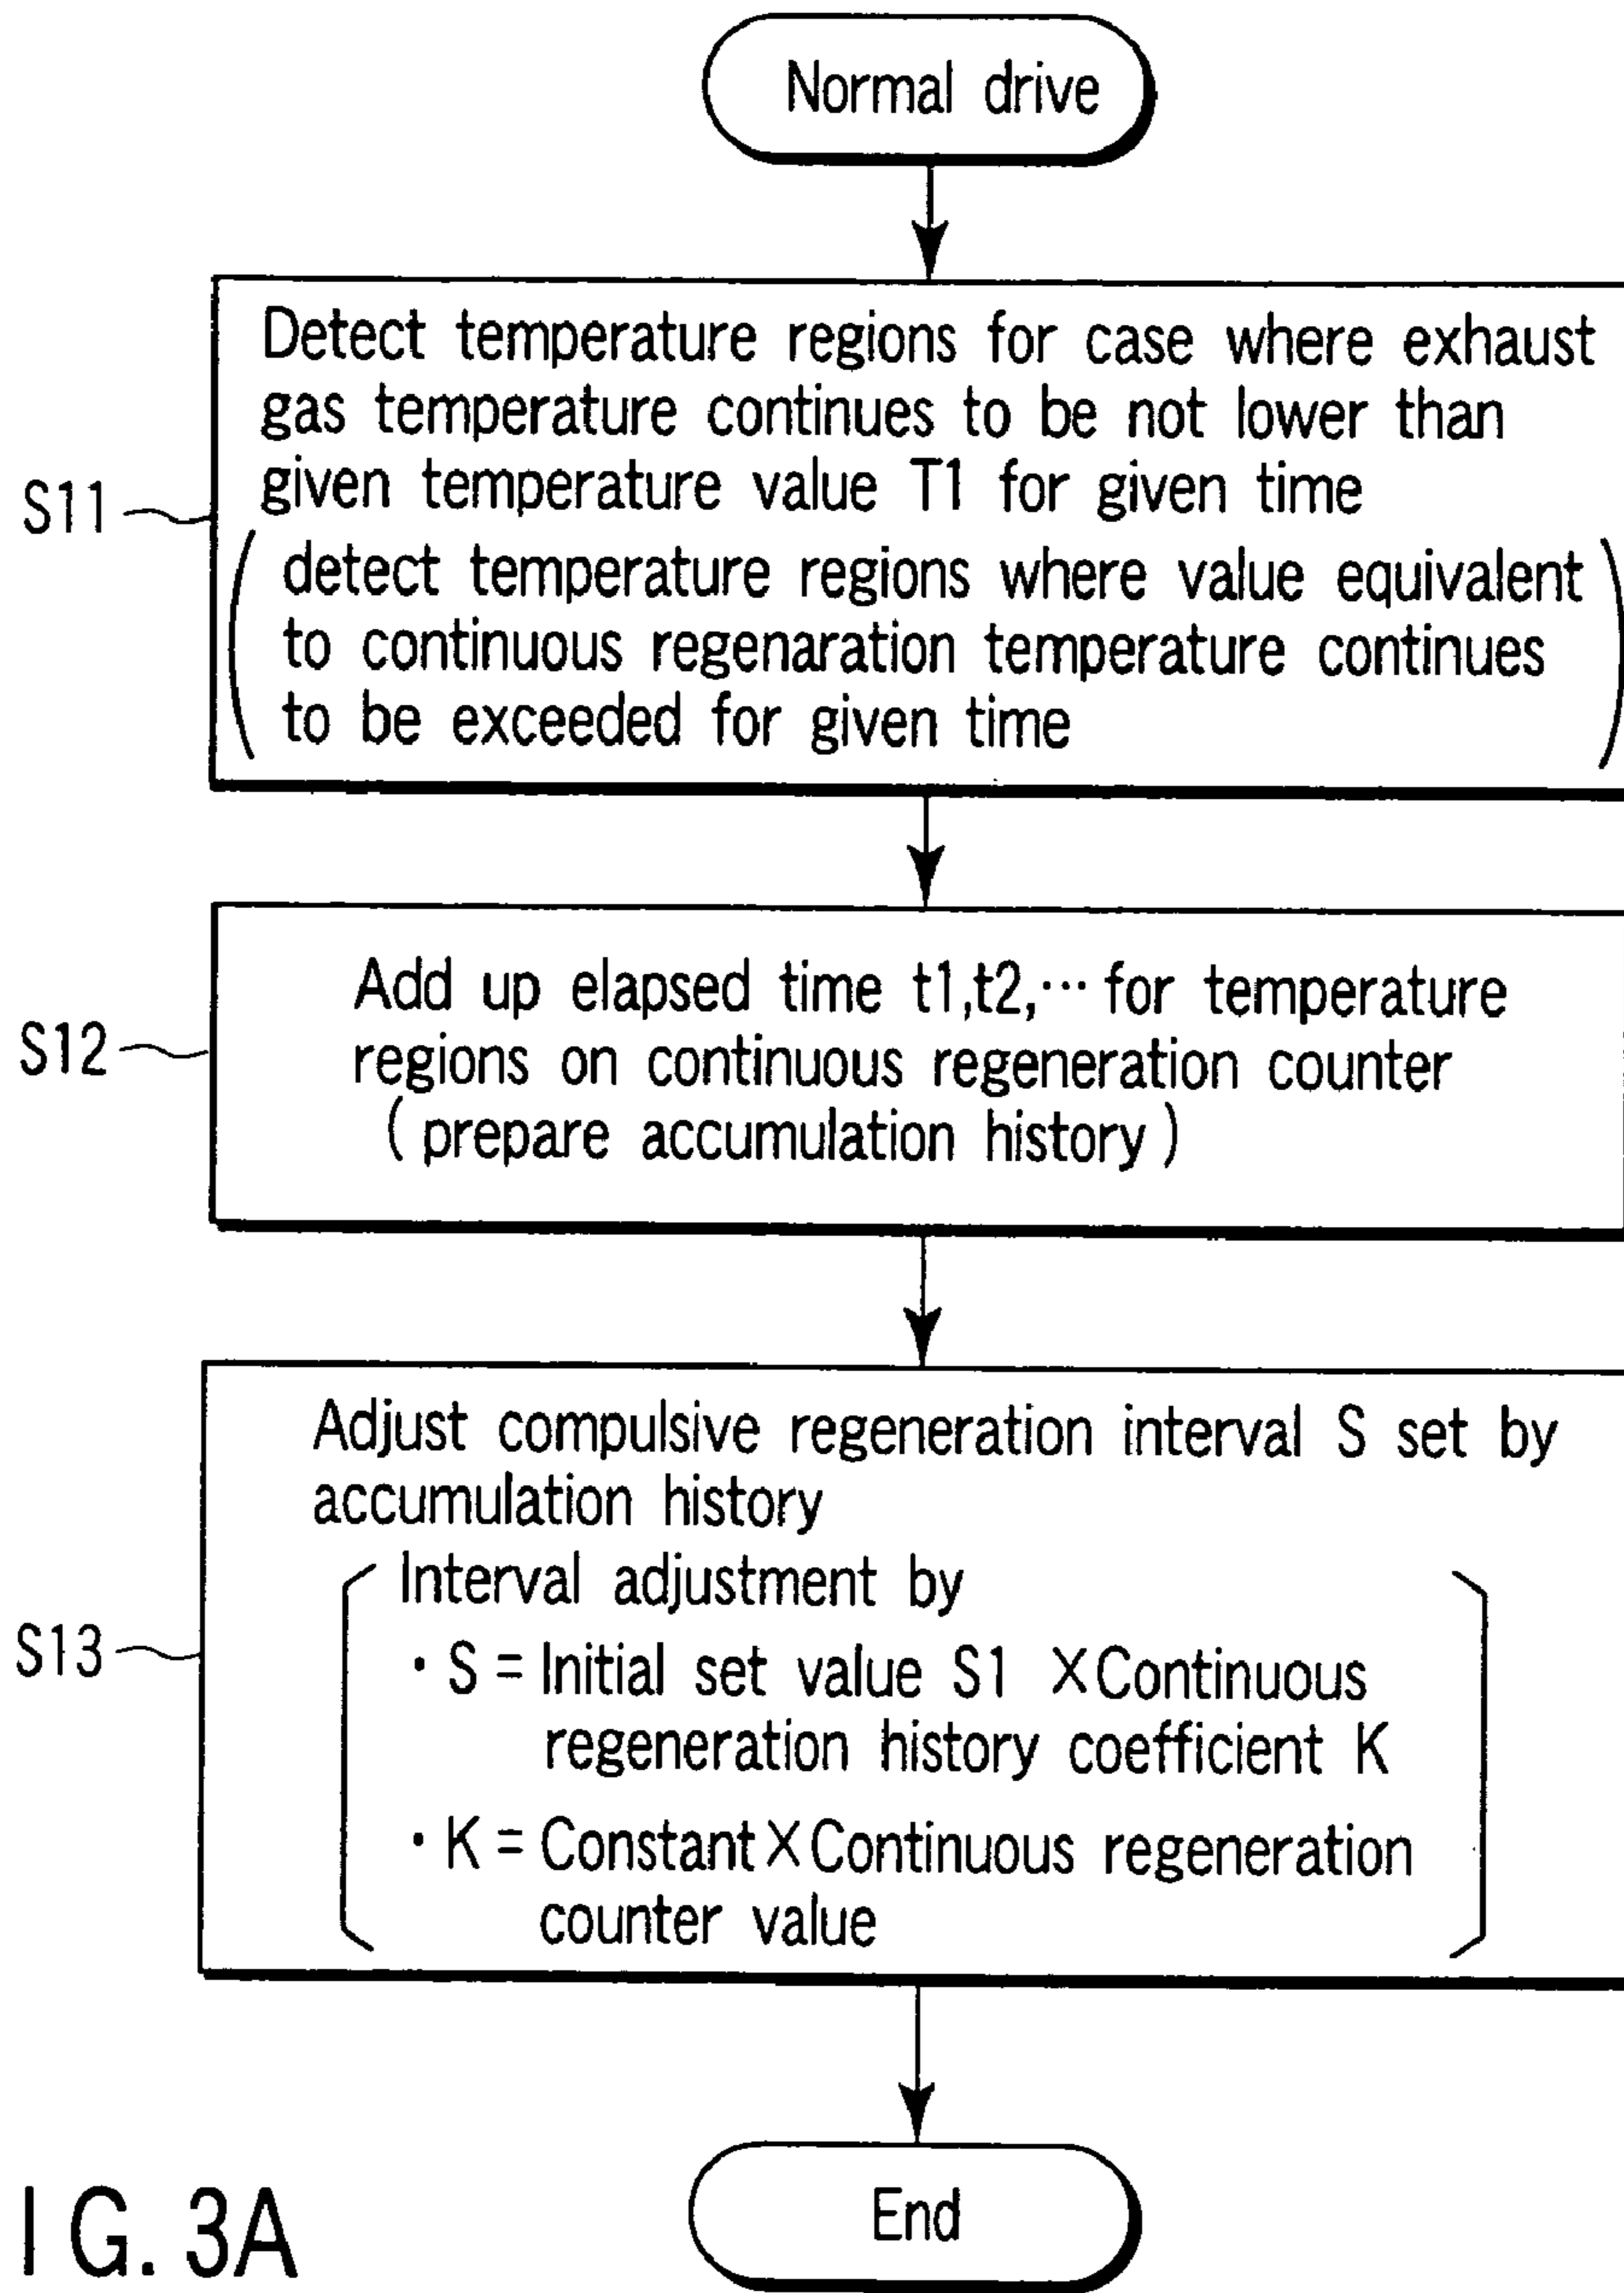 Normal drive
Detect temperature regions for case where exhaust
gas temperature continues to be not lower than
given temperature value T1 for given time
S11
( detect temperature regions where value equivalent
to continuous regenaration temperature continues
to be exceeded for given time )
Add up elapsed time t1,t2,··· for temperature
S12
regions on continuous regeneration counter
( prepare accumulation history )
Adjust compulsive regeneration interval S set by
accumulation history
Interval adjustment by
S13
· S = Initial set value S1 ×Continuous
regeneration history coefficient K
· K = Constant×Continuous regeneration
counter value
End
I G. 3A